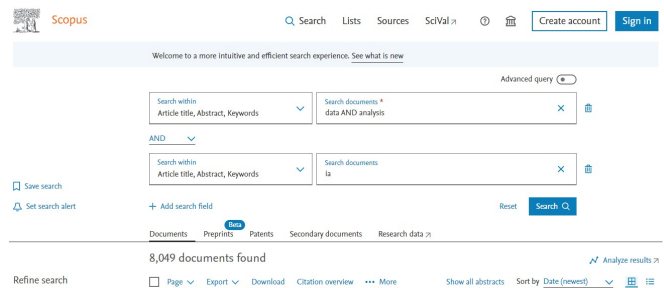 Scopus
Search Lists Sources SciVal Create account Sign in
Welcome to a more intuitive and efficient search experience. See what is new
Advanced query
Search within
Article title, Abstract, Keywords
Search documents *
data AND analysis
AND
Search within
Article title, Abstract, Keywords
Search documents
ia
Save search
Set search alert
+ Add search field
Reset Search
Beta
Documents Preprints Patents Secondary documents Research data
8,049 documents found
Analyze results
Refine search
Page Export Download Citation overview ••• More Show all abstracts Sort by Date (newest)